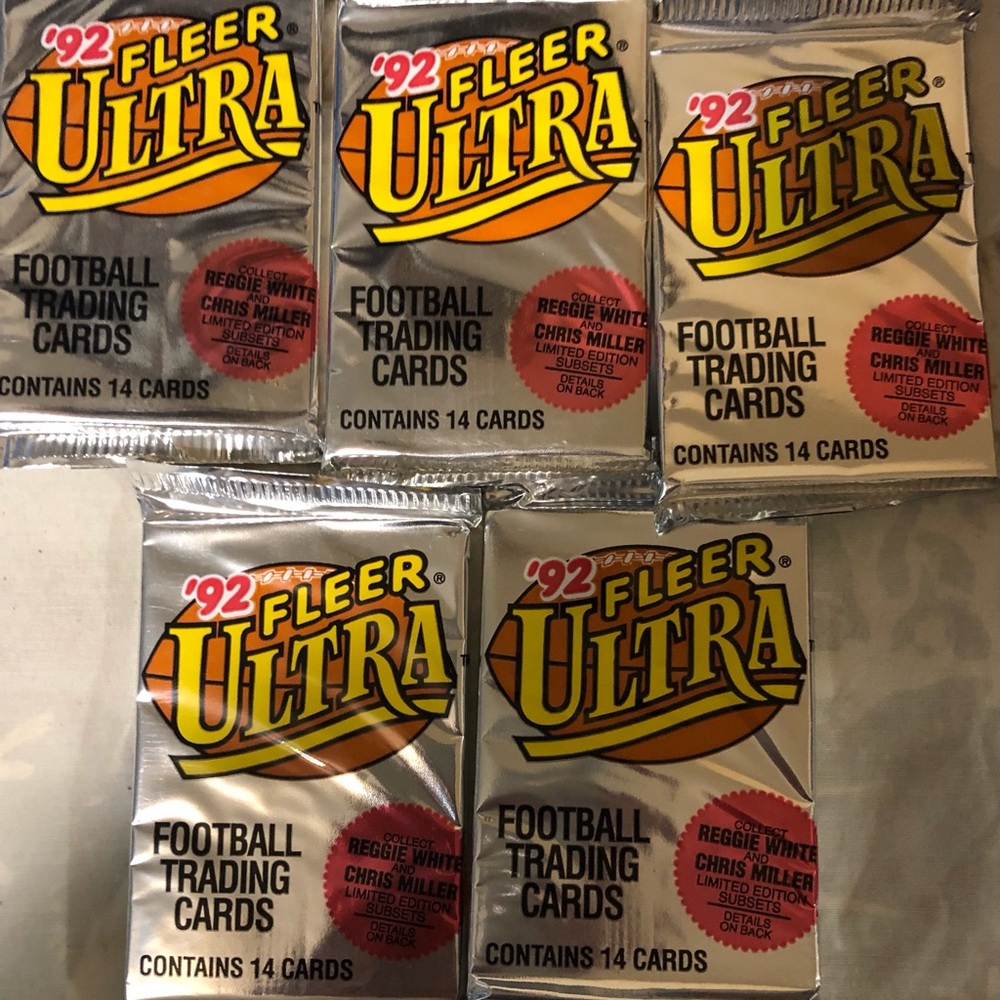 '92 FLEER®
ULTRA
FOOTBALL
TRADING
CARDS
COLLECT
REGGIE WHITE
AND
CHRIS MILLER
LIMITED EDITION
SUBSETS
DETAILS
ON BACK
CONTAINS 14 CARDS
'92 FLEER®
ULTRA
FOOTBALL
TRADING
CARDS
COLLECT
REGGIE WHITE
AND
CHRIS MILLER
LIMITED EDITION
SUBSETS
DETAILS
ON BACK
CONTAINS 14 CARDS
'92 FLEER®
ULTRA
FOOTBALL
TRADING
CARDS
COLLECT
REGGIE WHITE
AND
CHRIS MILLER
LIMITED EDITION
SUBSETS
DETAILS
ON BACK
CONTAINS 14 CARDS
'92 FLEER®
ULTRA
FOOTBALL
TRADING
CARDS
COLLECT
REGGIE WHITE
AND
CHRIS MILLER
LIMITED EDITION
SUBSETS
DETAILS
ON BACK
CONTAINS 14 CARDS
'92 FLEER®
ULTRA
FOOTBALL
TRADING
CARDS
COLLECT
REGGIE WHITE
AND
CHRIS MILLER
LIMITED EDITION
SUBSETS
DETAILS
ON BACK
CONTAINS 14 CARDS